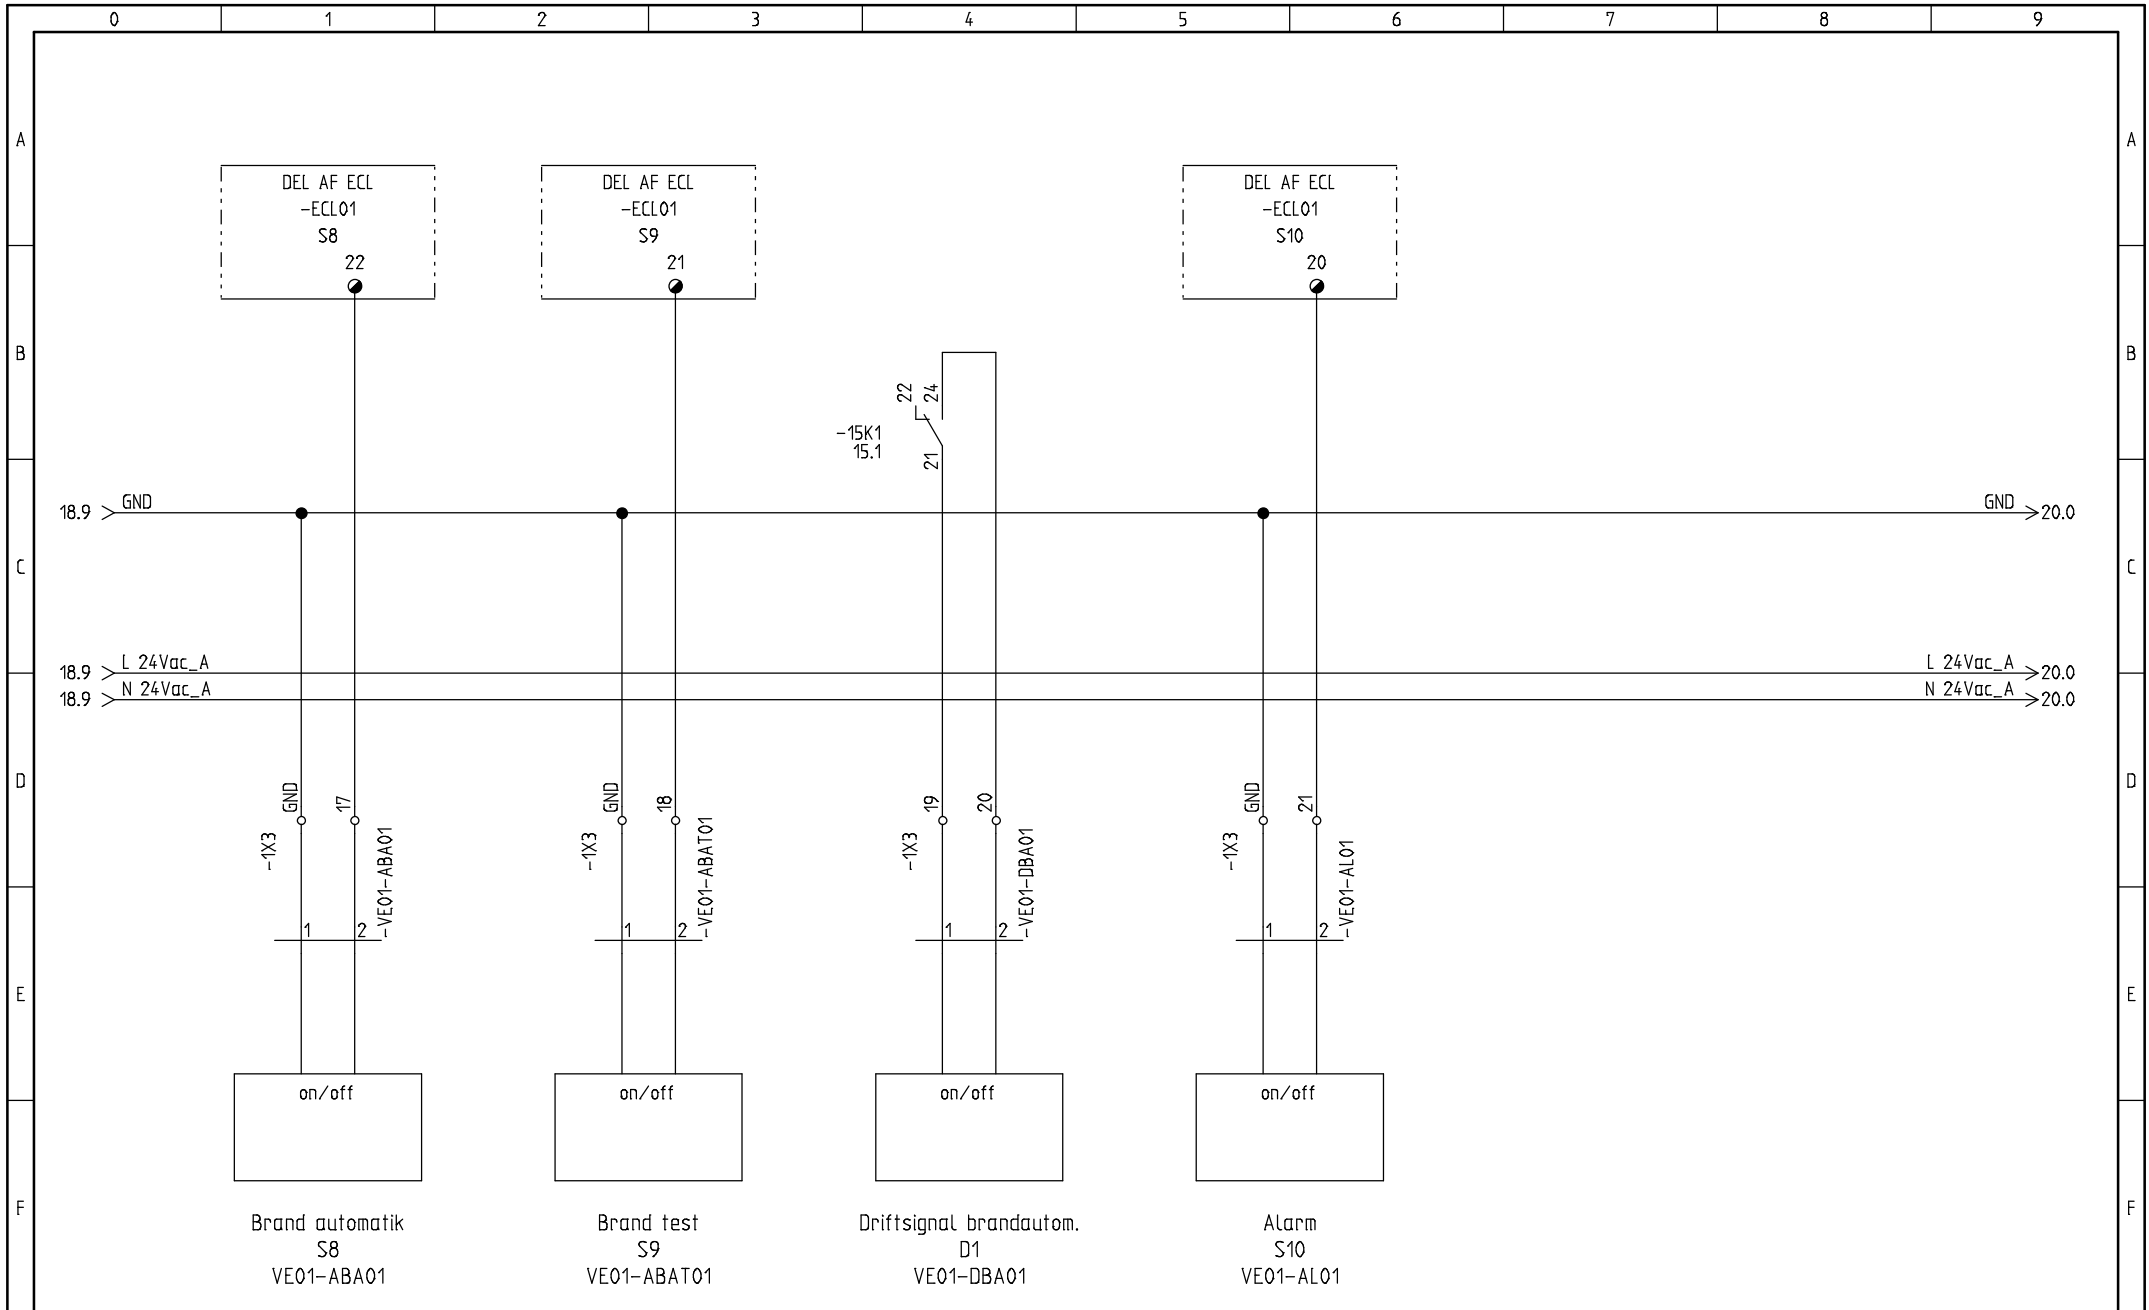 0 1 2 3 4 5 6 7 8 9
A A
DEL AF ECL
-ECL01
S8
22
DEL AF ECL
-ECL01
S9
21
DEL AF ECL
-ECL01
S10
20
B B
22 24
-15K1
15.1
21
18.9 GND GND 20.0
C C
18.9 L 24Vac_A L 24Vac_A 20.0
18.9 N 24Vac_A N 24Vac_A 20.0
D D
-1X3 GND 17 -VE01-ABA01
-1X3 GND 18 -VE01-ABAT01
-1X3 19 20 -VE01-DBA01
-1X3 GND 21 -VE01-AL01
1 2 1 2 1 2 1 2
E E
on/off on/off on/off on/off
F F
Brand automatik
S8
VE01-ABA01
Brand test
S9
VE01-ABAT01
Driftsignal brandautom.
D1
VE01-DBA01
Alarm
S10
VE01-AL01